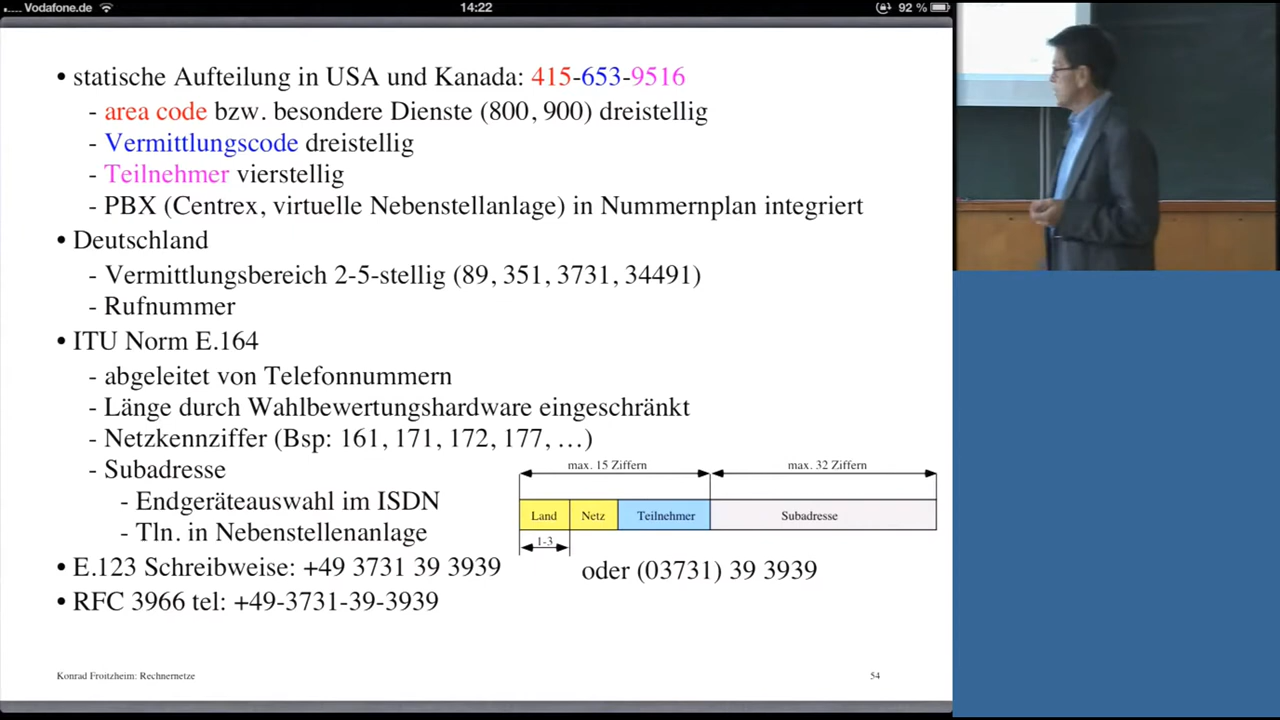 Vodafone.de 14:22 92 %
• statische Aufteilung in USA und Kanada: 415-653-9516
- area code bzw. besondere Dienste (800, 900) dreistellig
- Vermittlungscode dreistellig
- Teilnehmer vierstellig
- PBX (Centrex, virtuelle Nebenstellanlage) in Nummernplan integriert
• Deutschland
- Vermittlungsbereich 2-5-stellig (89, 351, 3731, 34491)
- Rufnummer
• ITU Norm E.164
- abgeleitet von Telefonnummern
- Länge durch Wahlbewertungshardware eingeschränkt
- Netzkennziffer (Bsp: 161, 171, 172, 177, …)
- Subadresse
- Endgeräteauswahl im ISDN
- Tln. in Nebenstellenanlage
max. 15 Ziffern max. 32 Ziffern
Land Netz Teilnehmer Subadresse
1-3
• E.123 Schreibweise: +49 3731 39 3939 oder (03731) 39 3939
• RFC 3966 tel: +49-3731-39-3939
Konrad Froitzheim: Rechnernetze 54